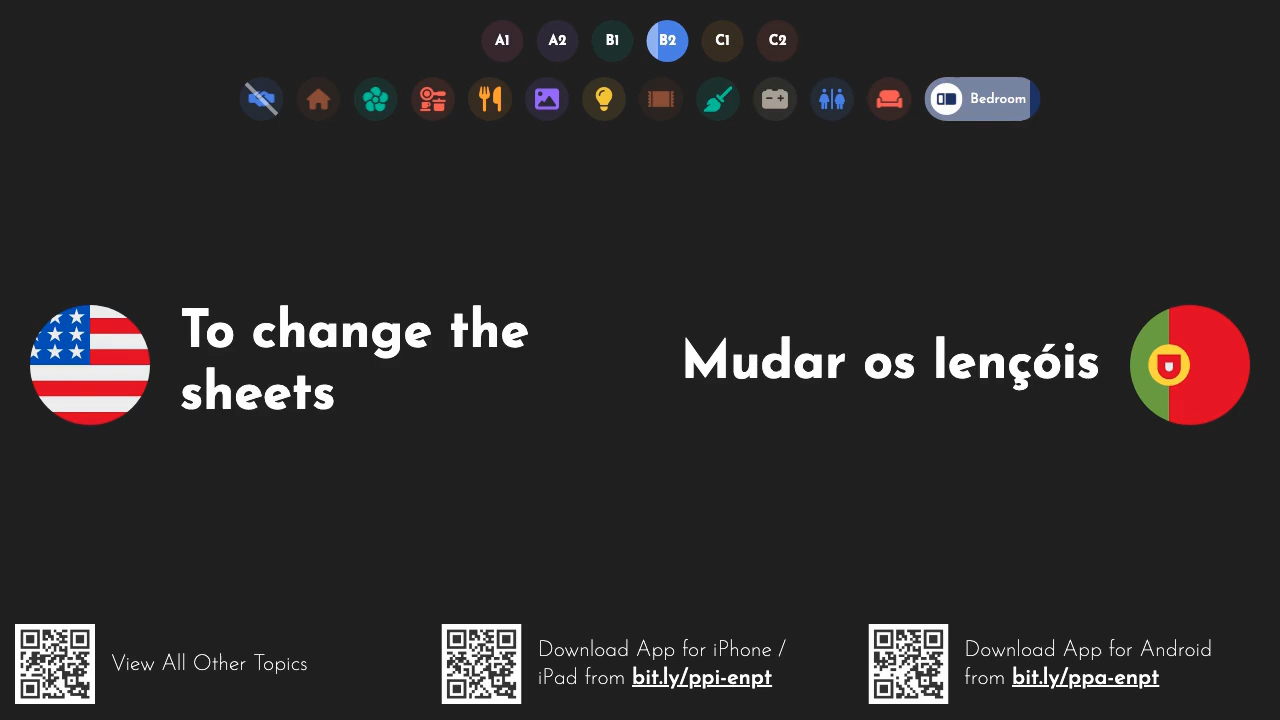 A1 A2 B1 B2 C1 C2
Bedroom
To change the
sheets
Mudar os lençóis
View All Other Topics
Download App for iPhone /
iPad from bit.ly/ppi-enpt
Download App for Android
from bit.ly/ppa-enpt